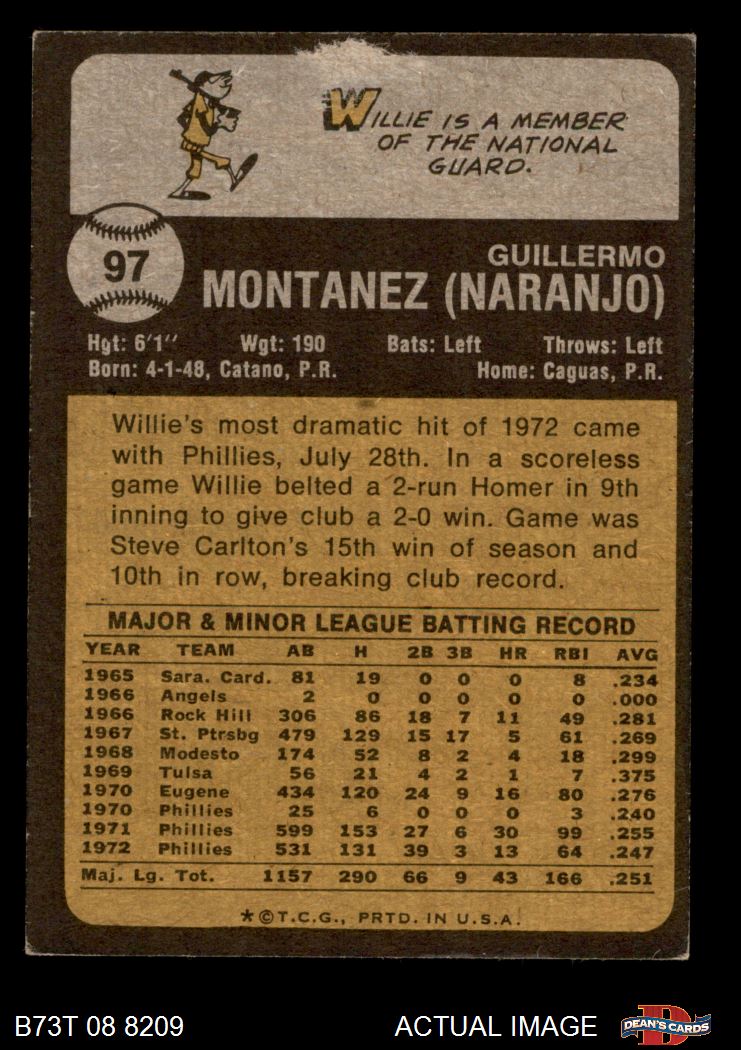 WILLIE IS A MEMBER
OF THE NATIONAL
GUARD.
97
GUILLERMO
MONTANEZ (NARANJO)
Hgt: 6'1" Wgt: 190 Bats: Left Throws: Left
Born: 4-1-48, Catano, P.R. Home: Caguas, P.R.
Willie's most dramatic hit of 1972 came
with Phillies, July 28th. In a scoreless
game Willie belted a 2-run Homer in 9th
inning to give club a 2-0 win. Game was
Steve Carlton's 15th win of season and
10th in row, breaking club record.
MAJOR & MINOR LEAGUE BATTING RECORD
YEAR TEAM AB H 2B 3B HR RBI AVG
1965 Sara. Card. 81 19 0 0 0 8 .234
1966 Angels 2 0 0 0 0 0 .000
1966 Rock Hill 306 86 18 7 11 49 .281
1967 St. Ptrsbg 479 129 15 17 5 61 .269
1968 Modesto 174 52 8 2 4 18 .299
1969 Tulsa 56 21 4 2 1 7 .375
1970 Eugene 434 120 24 9 16 80 .276
1970 Phillies 25 6 0 0 0 3 .240
1971 Phillies 599 153 27 6 30 99 .255
1972 Phillies 531 131 39 3 13 64 .247
Maj. Lg. Tot. 1157 290 66 9 43 166 .251
*©T.C.G., PRTD. IN U.S.A.
B73T 08 8209 ACTUAL IMAGE D DEAN'S CARDS